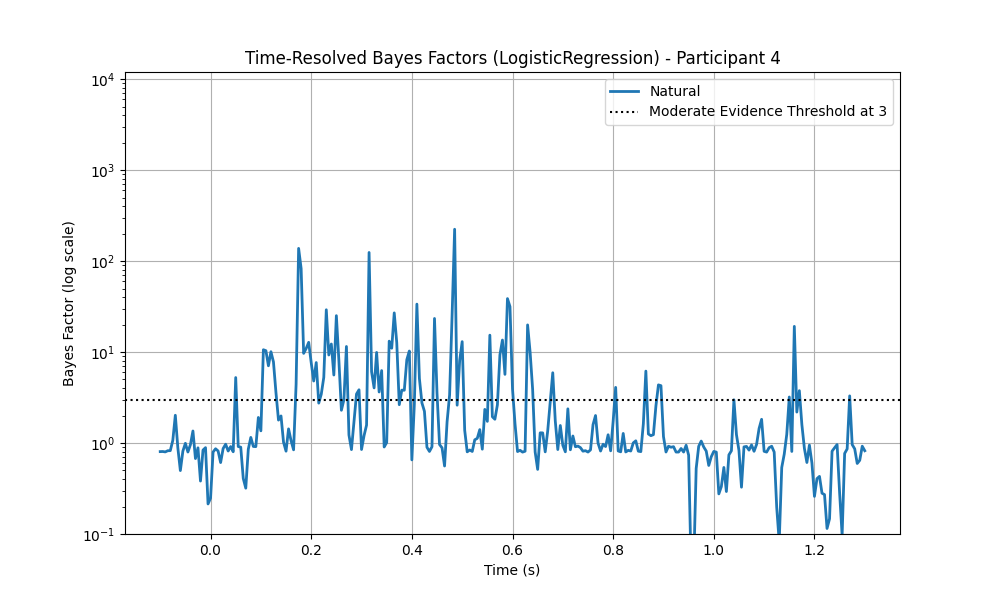 Time-Resolved Bayes Factors (LogisticRegression) - Participant 4
Natural
Moderate Evidence Threshold at 3
Bayes Factor (log scale)
10⁴
10³
10²
10¹
10⁰
10⁻¹
0.0 0.2 0.4 0.6 0.8 1.0 1.2
Time (s)